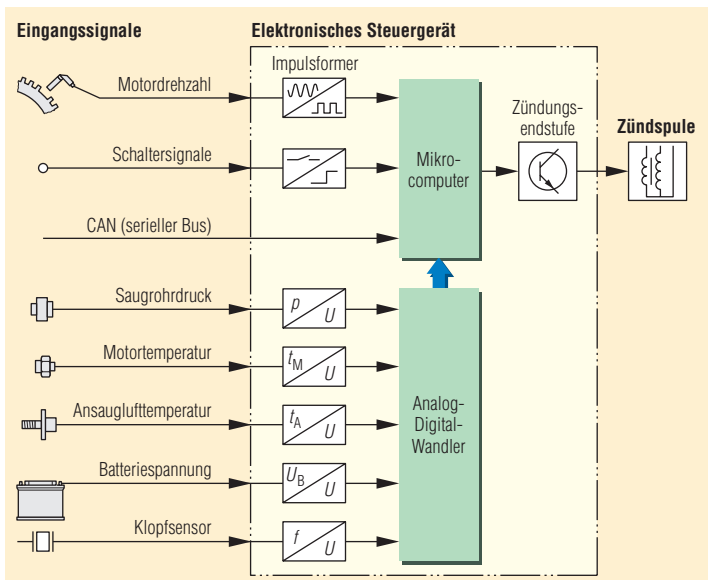 Eingangssignale
Elektronisches Steuergerät
Motordrehzahl
Impulsformer
Schaltersignale
Mikro-
computer
Zündungs-
endstufe
Zündspule
CAN (serieller Bus)
Saugrohrdruck
p
U
Motortemperatur
tM
U
Ansauglufttemperatur
tA
U
Analog-
Digital-
Wandler
Batteriespannung
UB
U
Klopfsensor
f
U